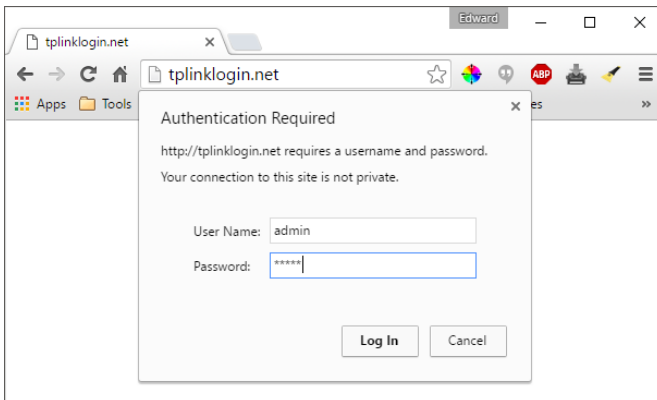 Edward
tplinklogin.net
tplinklogin.net
ABP
Apps Tools es »
Authentication Required
http://tplinklogin.net requires a username and password.
Your connection to this site is not private.
User Name: admin
Password: *****
Log In Cancel